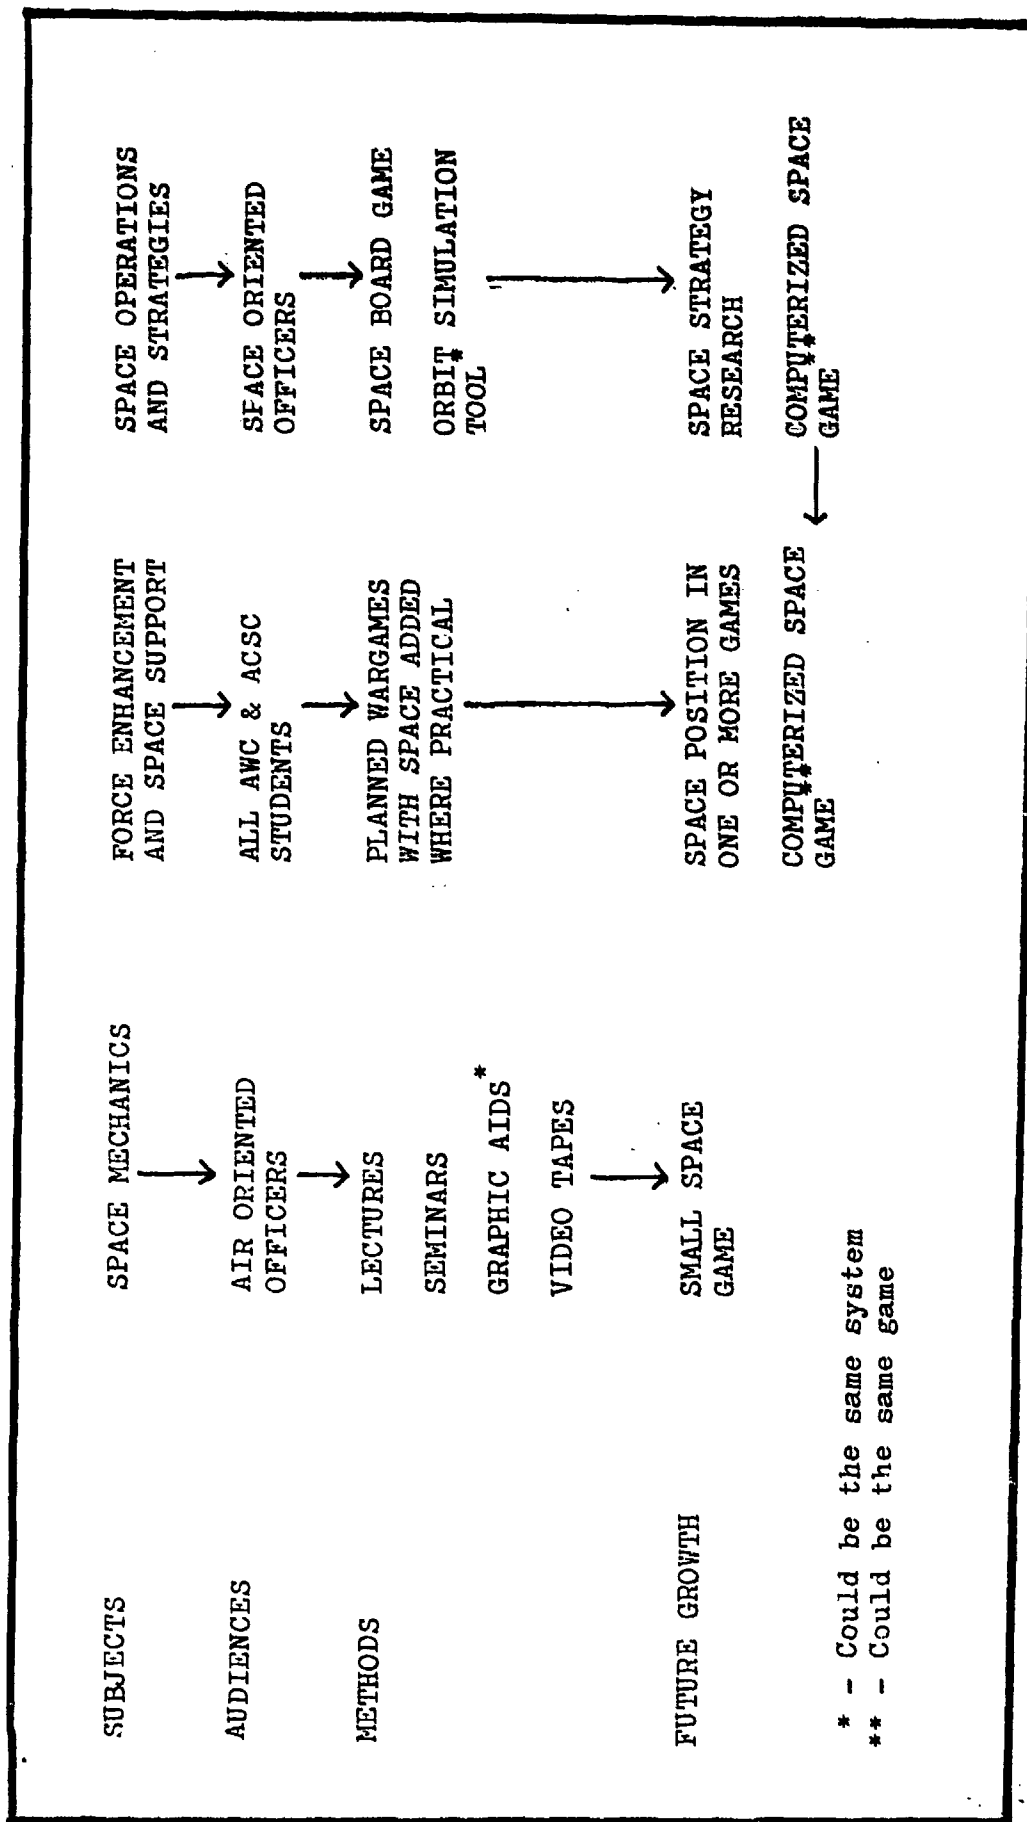 SUBJECTS
SPACE MECHANICS
FORCE ENHANCEMENT
AND SPACE SUPPORT
SPACE OPERATIONS
AND STRATEGIES
AUDIENCES
AIR ORIENTED
OFFICERS
ALL AWC & ACSC
STUDENTS
SPACE ORIENTED
OFFICERS
METHODS
LECTURES
SEMINARS
GRAPHIC AIDS*
VIDEO TAPES
PLANNED WARGAMES
WITH SPACE ADDED
WHERE PRACTICAL
SPACE BOARD GAME
ORBIT SIMULATION
TOOL*
FUTURE GROWTH
SMALL SPACE
GAME
SPACE POSITION IN
ONE OR MORE GAMES
COMPUTERIZED SPACE
GAME**
SPACE STRATEGY
RESEARCH
COMPUTERIZED SPACE
GAME**
* - Could be the same system
** - Could be the same game